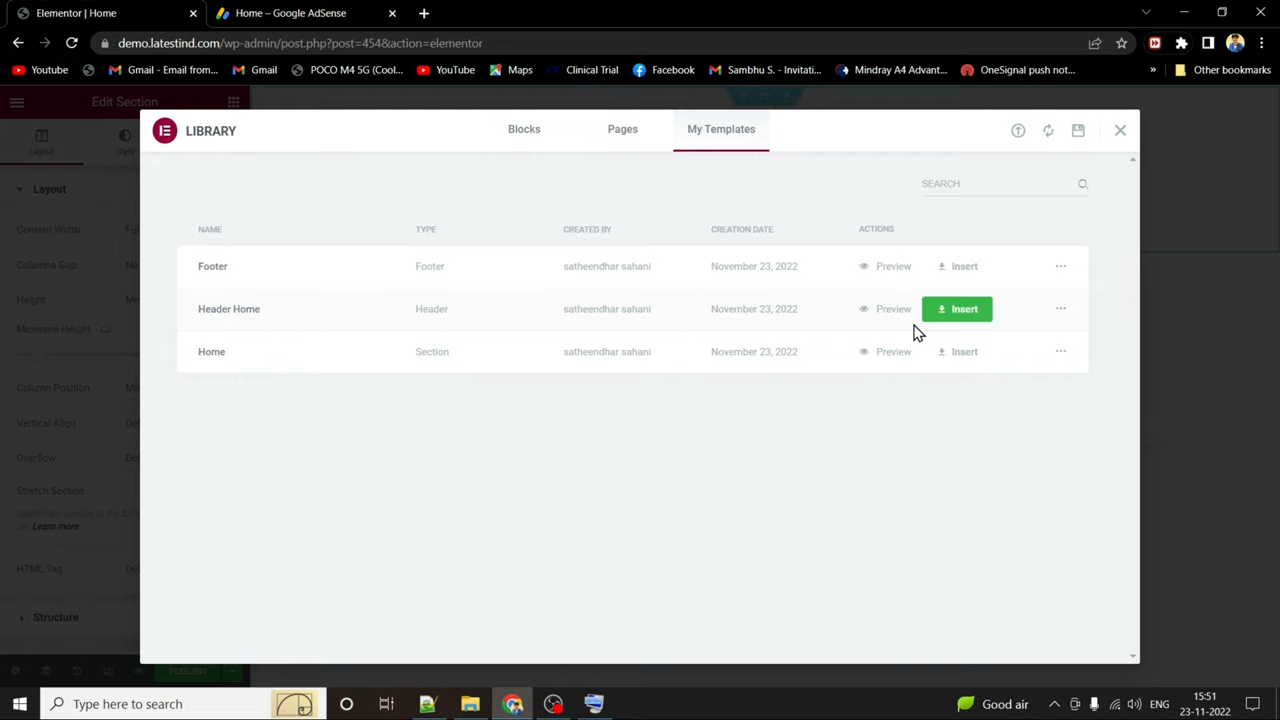 Elementor | Home
Home – Google AdSense
demo.latestind.com/wp-admin/post.php?post=454&action=elementor
Youtube
Gmail - Email from...
Gmail
POCO M4 5G (Cool...
YouTube
Maps
Clinical Trial
Facebook
Sambhu S. - Invitati...
Mindray A4 Advant...
OneSignal push not...
Other bookmarks
Edit Section
LIBRARY
Blocks
Pages
My Templates
Layout
Style
SEARCH
Layout
Content Width
NAME TYPE CREATED BY CREATION DATE ACTIONS
Columns Gap
Footer Footer satheendhar sahani November 23, 2022 Preview Insert
Height
Header Home Header satheendhar sahani November 23, 2022 Preview Insert
Minimum Height
Home Section satheendhar sahani November 23, 2022 Preview Insert
Column Position
Vertical Align
Overflow
Stretch Section
Learn more.
HTML Tag
Structure
PUBLISH
Type here to search
Good air
ENG
15:51
23-11-2022